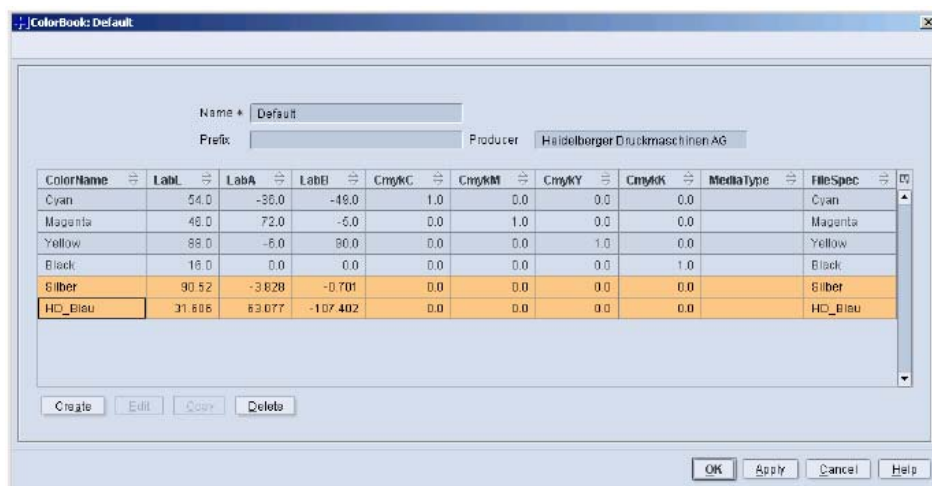 ColorBook: Default
Name * Default
Prefix Producer Heidelberger Druckmaschinen AG
ColorName LabL LabA LabB CmykC CmykM CmykY CmykK MediaType FileSpec
Cyan 54.0 -36.0 -49.0 1.0 0.0 0.0 0.0 Cyan
Magenta 46.0 72.0 -5.0 0.0 1.0 0.0 0.0 Magenta
Yellow 88.0 -6.0 90.0 0.0 0.0 1.0 0.0 Yellow
Black 16.0 0.0 0.0 0.0 0.0 0.0 1.0 Black
Silber 90.52 -3.828 -0.701 0.0 0.0 0.0 0.0 Silber
HD_Blau 31.606 63.077 -107.402 0.0 0.0 0.0 0.0 HD_Blau
Create Edit Copy Delete
OK Apply Cancel Help